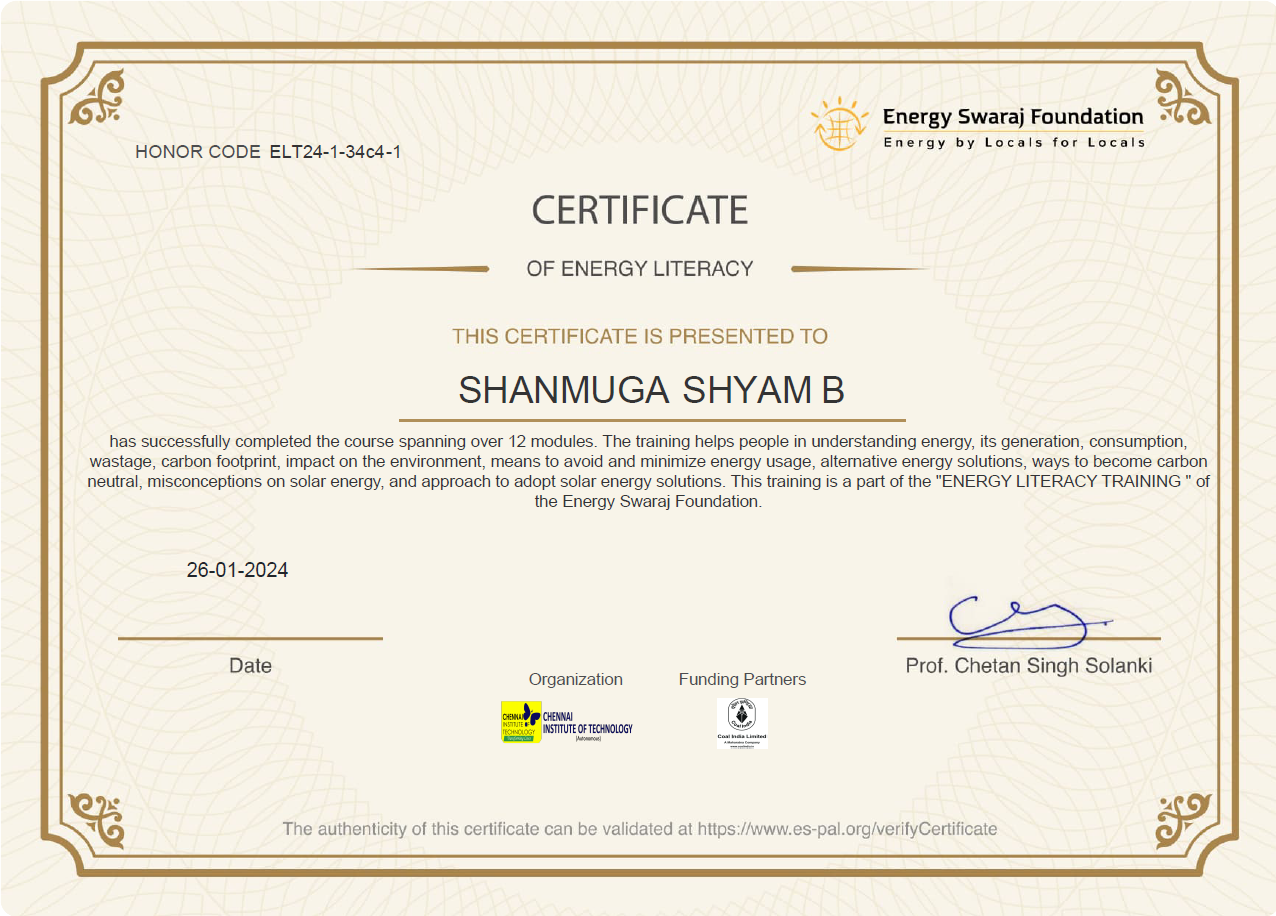 Energy Swaraj Foundation
Energy by Locals for Locals
HONOR CODE ELT24-1-34c4-1
CERTIFICATE
OF ENERGY LITERACY
THIS CERTIFICATE IS PRESENTED TO
SHANMUGA SHYAM B
has successfully completed the course spanning over 12 modules. The training helps people in understanding energy, its generation, consumption,
wastage, carbon footprint, impact on the environment, means to avoid and minimize energy usage, alternative energy solutions, ways to become carbon
neutral, misconceptions on solar energy, and approach to adopt solar energy solutions. This training is a part of the "ENERGY LITERACY TRAINING " of
the Energy Swaraj Foundation.
26-01-2024
Date
Prof. Chetan Singh Solanki
Organization
Funding Partners
CHENNAI
INSTITUTE
TECHNOLOGY
CHENNAI
INSTITUTE OF TECHNOLOGY
(Autonomous)
Coal India
Coal India Limited
A Maharatna Company
The authenticity of this certificate can be validated at https://www.es-pal.org/verifyCertificate